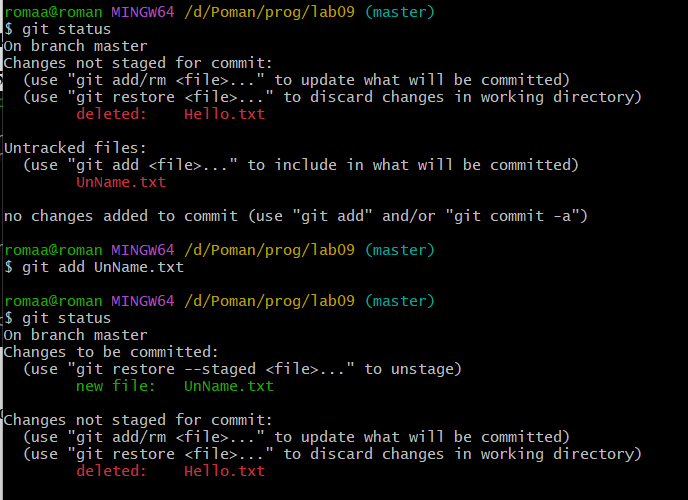 romaa@roman MINGW64 /d/Poman/prog/lab09 (master)
$ git status
On branch master
Changes not staged for commit:
  (use "git add/rm <file>..." to update what will be committed)
  (use "git restore <file>..." to discard changes in working directory)
        deleted:    Hello.txt

Untracked files:
  (use "git add <file>..." to include in what will be committed)
        UnName.txt

no changes added to commit (use "git add" and/or "git commit -a")

romaa@roman MINGW64 /d/Poman/prog/lab09 (master)
$ git add UnName.txt

romaa@roman MINGW64 /d/Poman/prog/lab09 (master)
$ git status
On branch master
Changes to be committed:
  (use "git restore --staged <file>..." to unstage)
        new file:   UnName.txt

Changes not staged for commit:
  (use "git add/rm <file>..." to update what will be committed)
  (use "git restore <file>..." to discard changes in working directory)
        deleted:    Hello.txt